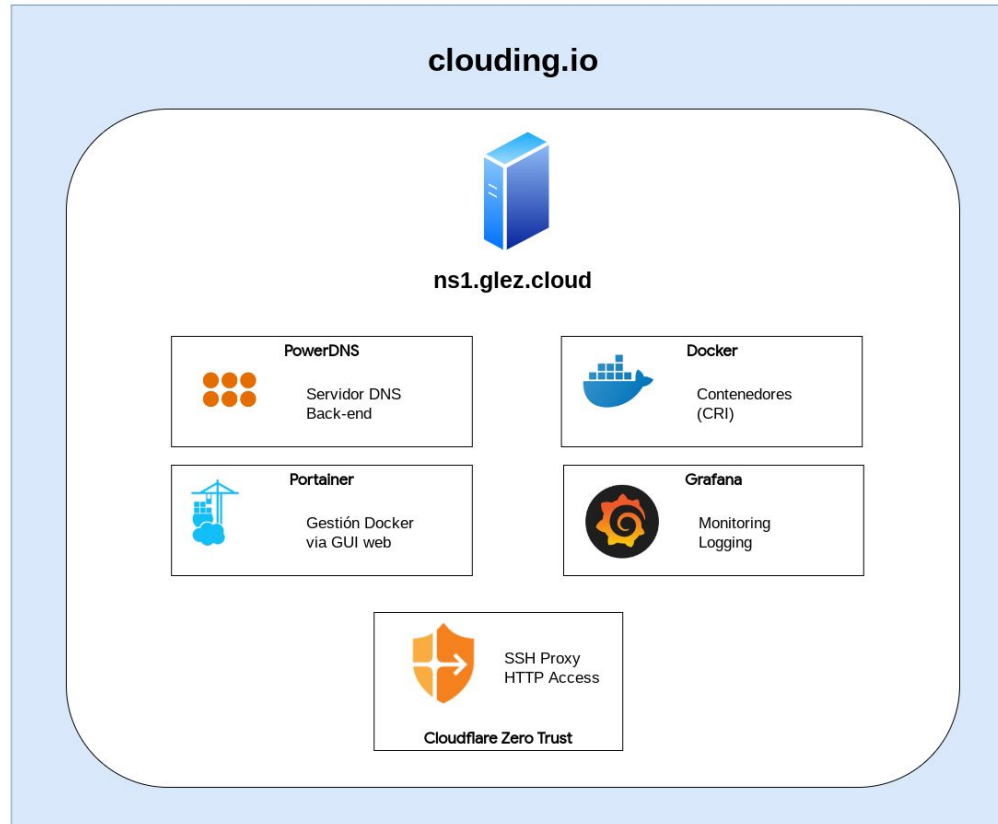 clouding.io
ns1.glez.cloud
PowerDNS
Servidor DNS
Back-end
Docker
Contenedores
(CRI)
Portainer
Gestión Docker
via GUI web
Grafana
Monitoring
Logging
SSH Proxy
HTTP Access
Cloudflare Zero Trust